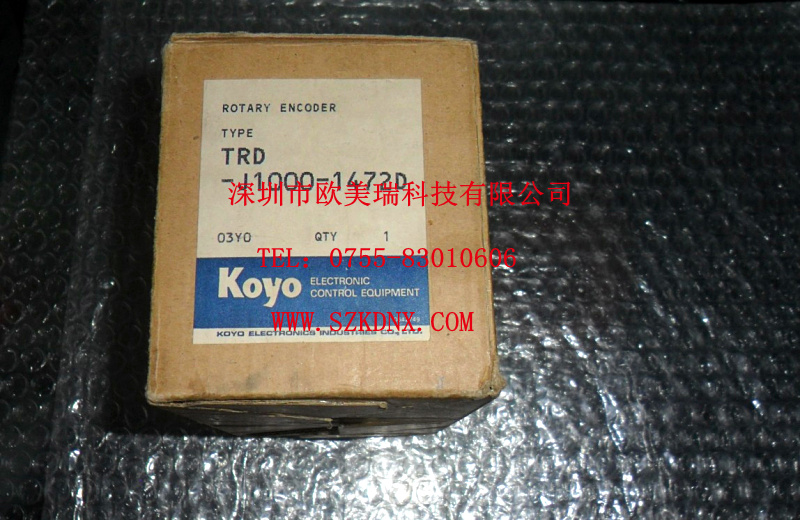 ROTARY ENCODER
TYPE
TRD
-J1000-1473D
深圳市欧美瑞科技有限公司
03Y0 QTY 1
TEL: 0755-83010606
Koyo ELECTRONIC
CONTROL EQUIPMENT
WWW.SZKDNX.COM
KOYO ELECTRONICS INDUSTRIES CO., LTD.